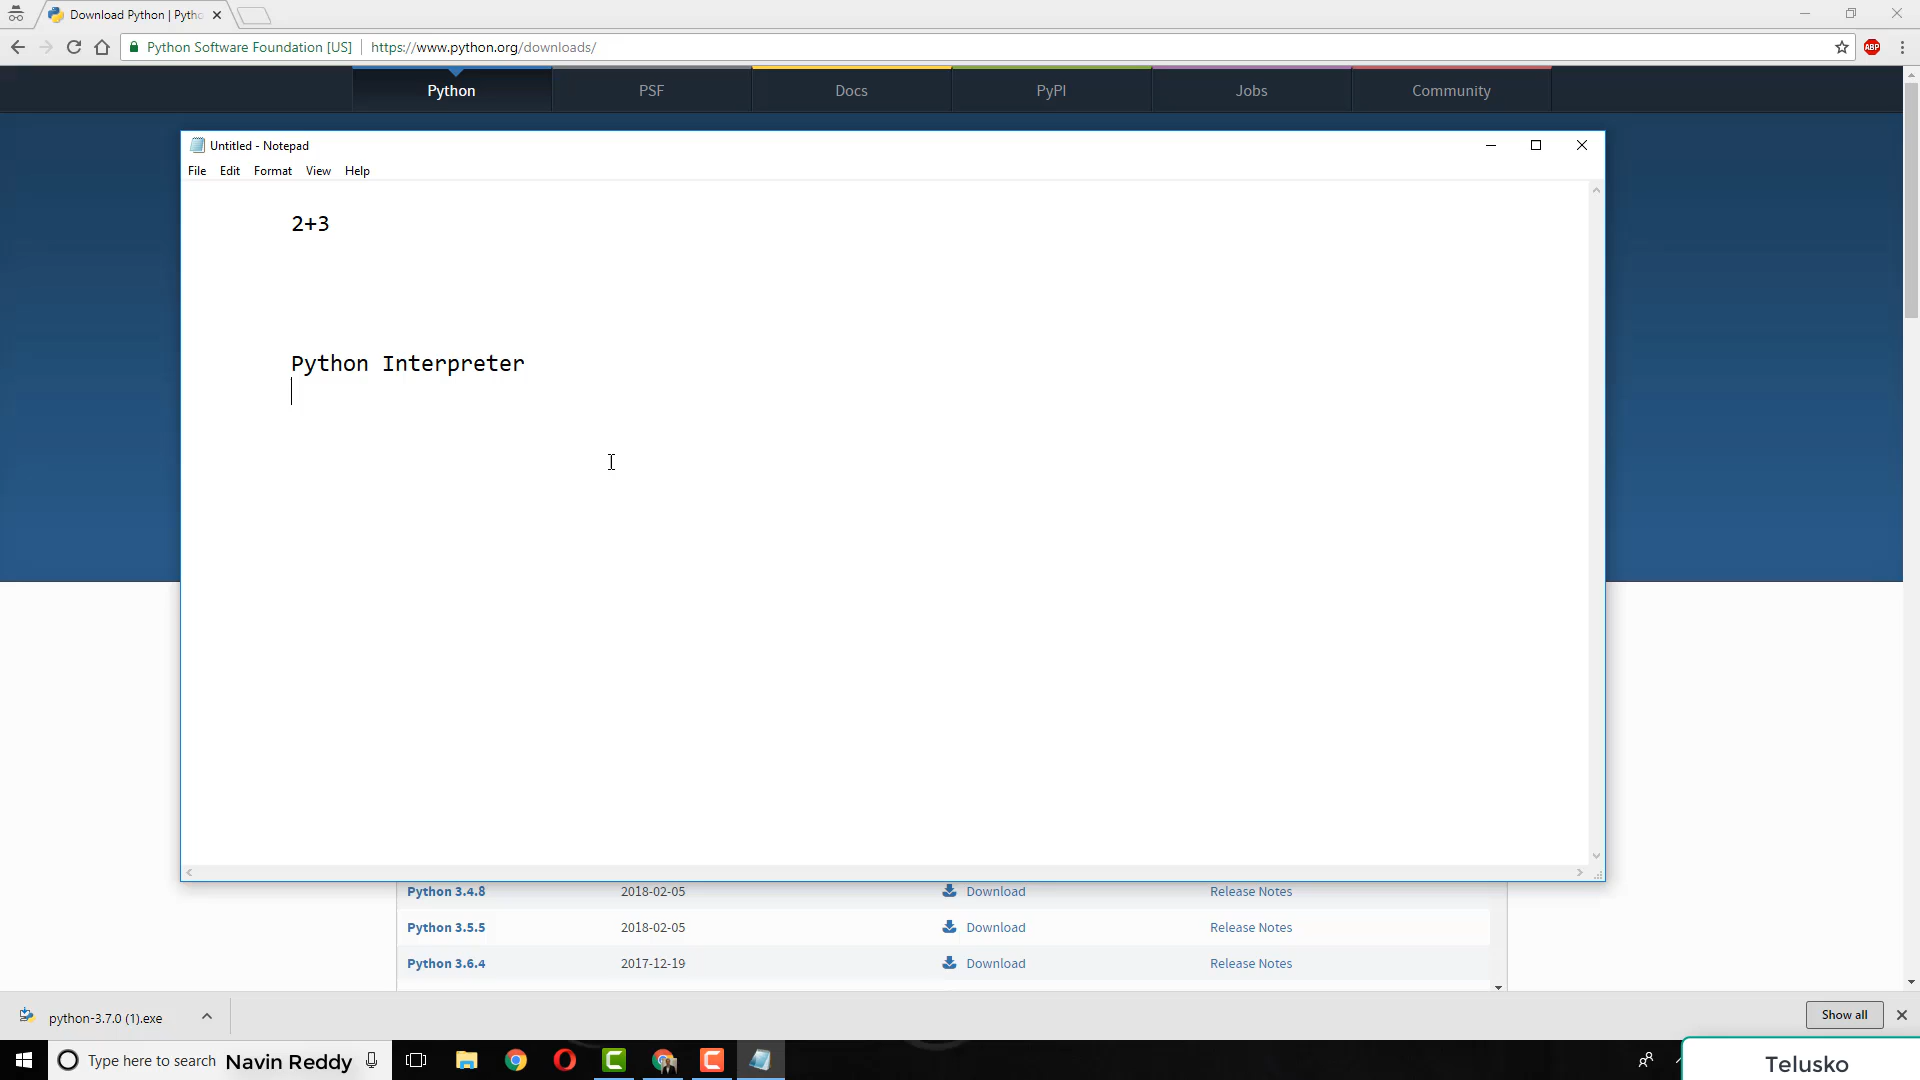 Download Python | Pytho
Python Software Foundation [US] https://www.python.org/downloads/
ABP
Python PSF Docs PyPI Jobs Community
Untitled - Notepad
File Edit Format View Help
2+3
Python Interpreter
Python 3.4.8 2018-02-05 Download Release Notes
Python 3.5.5 2018-02-05 Download Release Notes
Python 3.6.4 2017-12-19 Download Release Notes
python-3.7.0 (1).exe Show all
Type here to search Navin Reddy
Telusko